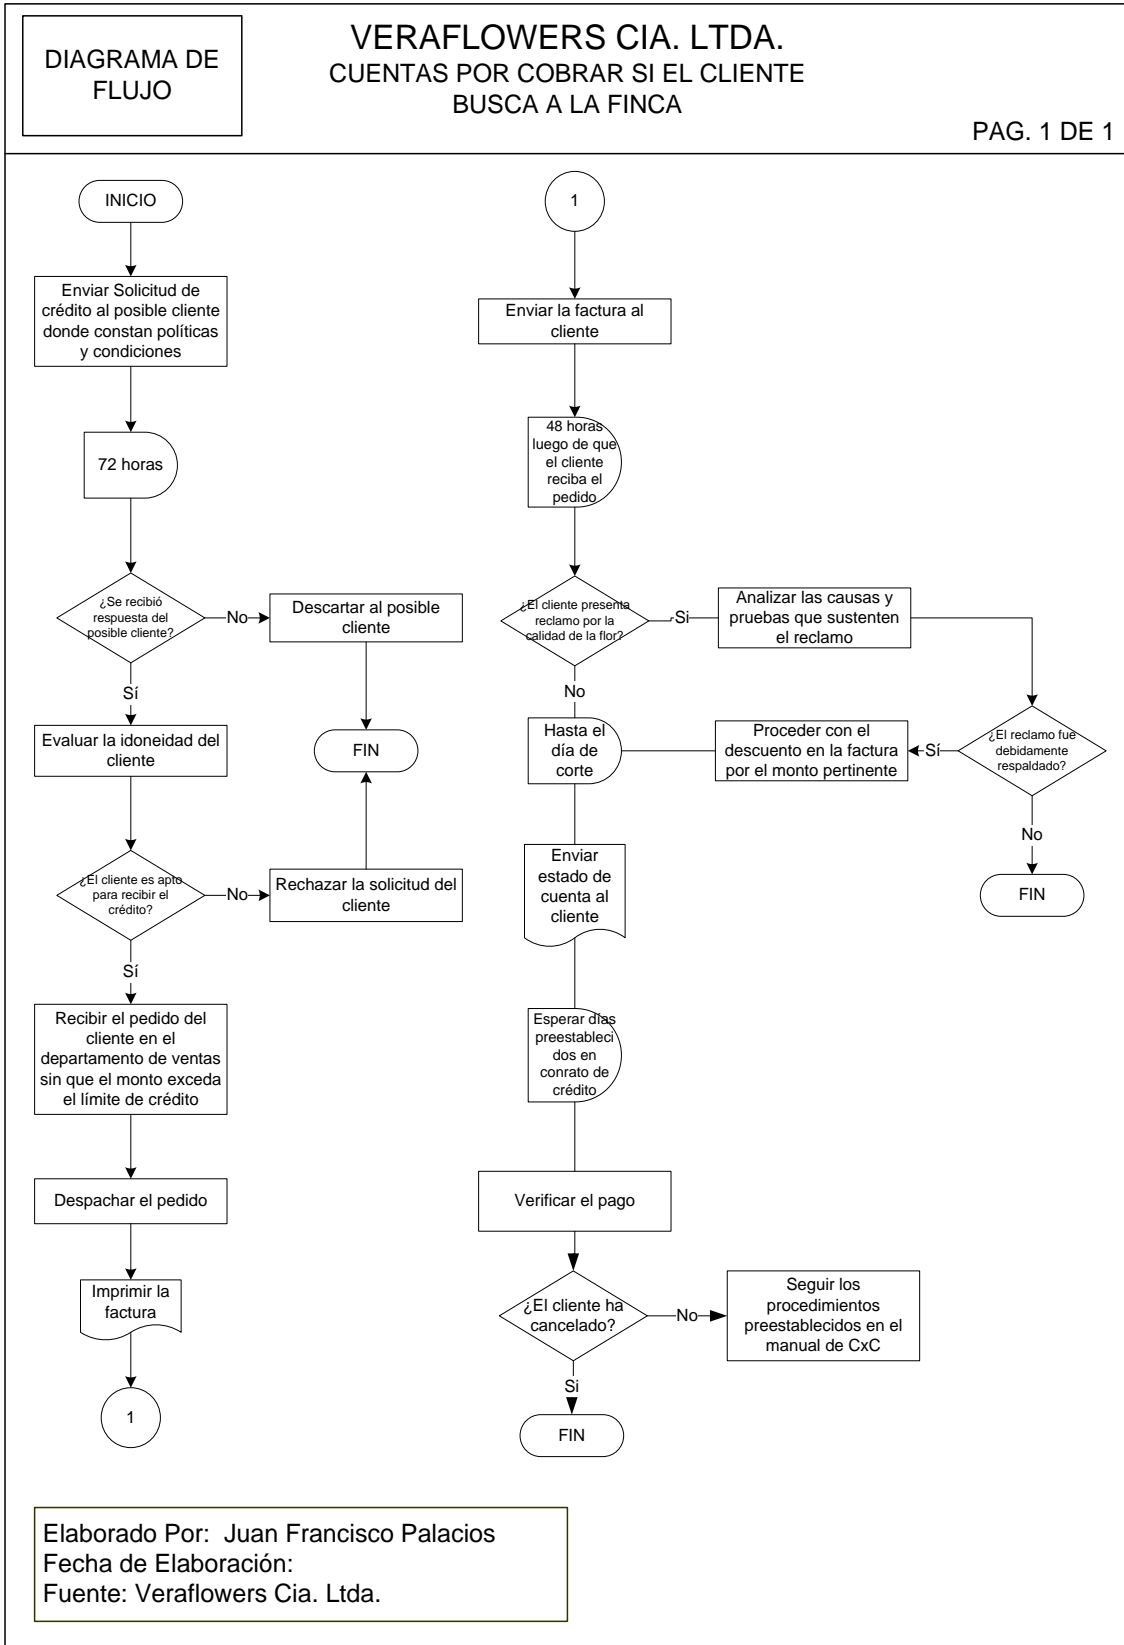 DIAGRAMA DE
FLUJO
VERAFLOWERS CIA. LTDA.
CUENTAS POR COBRAR SI EL CLIENTE
BUSCA A LA FINCA
PAG. 1 DE 1
INICIO
Enviar Solicitud de
crédito al posible cliente
donde constan políticas
y condiciones
72 horas
¿Se recibió
respuesta del
posible cliente?
No
Descartar al posible
cliente
Sí
FIN
Evaluar la idoneidad del
cliente
¿El cliente es apto
para recibir el
crédito?
No
Rechazar la solicitud del
cliente
Sí
Recibir el pedido del
cliente en el
departamento de ventas
sin que el monto exceda
el límite de crédito
Despachar el pedido
Imprimir la
factura
1
1
Enviar la factura al
cliente
48 horas
luego de que
el cliente
reciba el
pedido
¿El cliente presenta
reclamo por la
calidad de la flor?
Si
Analizar las causas y
pruebas que sustenten
el reclamo
No
¿El reclamo fue
debidamente
respaldado?
Sí
Proceder con el
descuento en la factura
por el monto pertinente
No
FIN
Hasta el
día de
corte
Enviar
estado de
cuenta al
cliente
Esperar días
preestableci
dos en
conrato de
crédito
Verificar el pago
¿El cliente ha
cancelado?
No
Seguir los
procedimientos
preestablecidos en el
manual de CxC
Si
FIN
Elaborado Por: Juan Francisco Palacios
Fecha de Elaboración:
Fuente: Veraflowers Cia. Ltda.